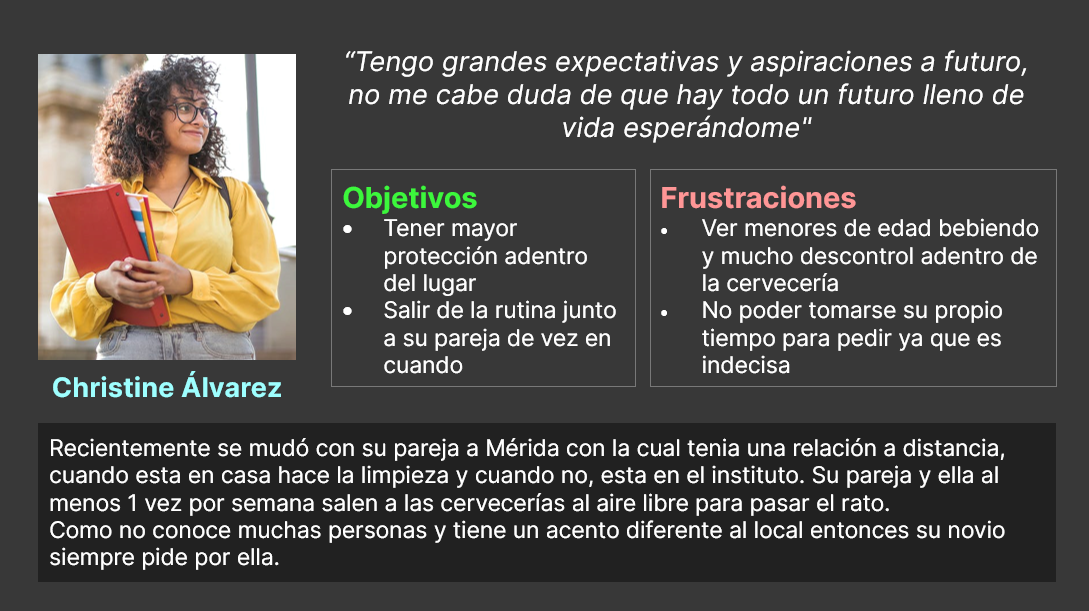 “Tengo grandes expectativas y aspiraciones a futuro,
no me cabe duda de que hay todo un futuro lleno de
vida esperándome"
Objetivos
• Tener mayor
protección adentro
del lugar
• Salir de la rutina junto
a su pareja de vez en
cuando
Frustraciones
• Ver menores de edad bebiendo
y mucho descontrol adentro de
la cervecería
• No poder tomarse su propio
tiempo para pedir ya que es
indecisa
Christine Álvarez
Recientemente se mudó con su pareja a Mérida con la cual tenia una relación a distancia,
cuando esta en casa hace la limpieza y cuando no, esta en el instituto. Su pareja y ella al
menos 1 vez por semana salen a las cervecerías al aire libre para pasar el rato.
Como no conoce muchas personas y tiene un acento diferente al local entonces su novio
siempre pide por ella.